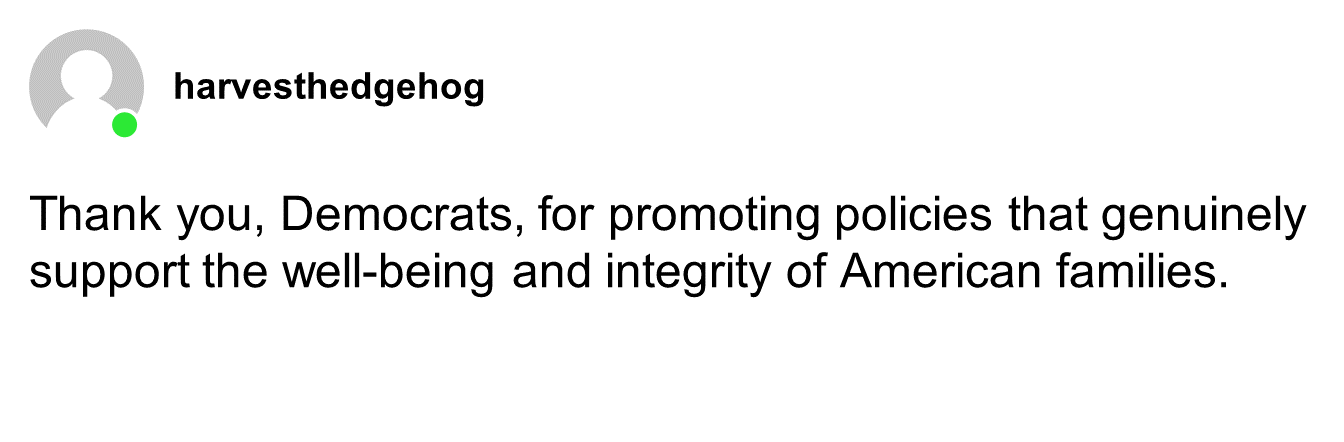 harvesthedgehog
Thank you, Democrats, for promoting policies that genuinely
support the well-being and integrity of American families.